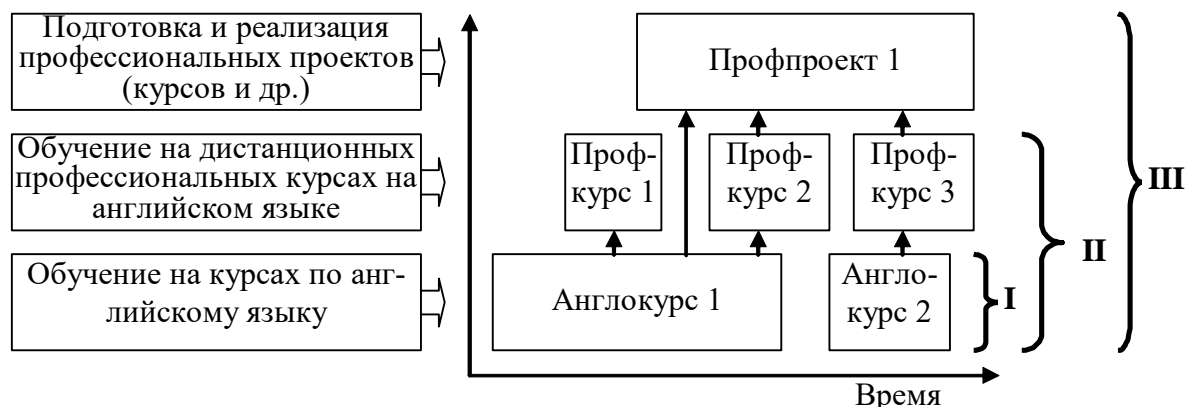 Подготовка и реализация
профессиональных проектов
(курсов и др.)
Профпроект 1
Обучение на дистанционных
профессиональных курсах на
английском языке
Проф-
курс 1
Проф-
курс 2
Проф-
курс 3
III
II
Обучение на курсах по анг-
лийскому языку
Англокурс 1
Англо-
курс 2
I
Время